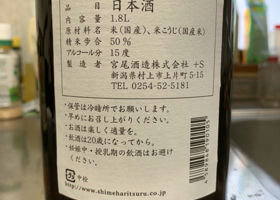 品目 日本酒
内容量 1.8L
原材料名 米(国産)、米こうじ(国産米)
精米歩合 50%
アルコール分 15度
製造者 宮尾酒造株式会社 +S
新潟県村上市上片町5-15
TEL 0254-52-5181
・保管は冷暗所でお願い致します。
・早めにお召し上がりください。
・お酒は楽しく適量を。
・飲酒は20歳になってから。
・妊娠中・授乳期の飲酒はお避け
中栓
http://www.shimeharitsuru.co.jp